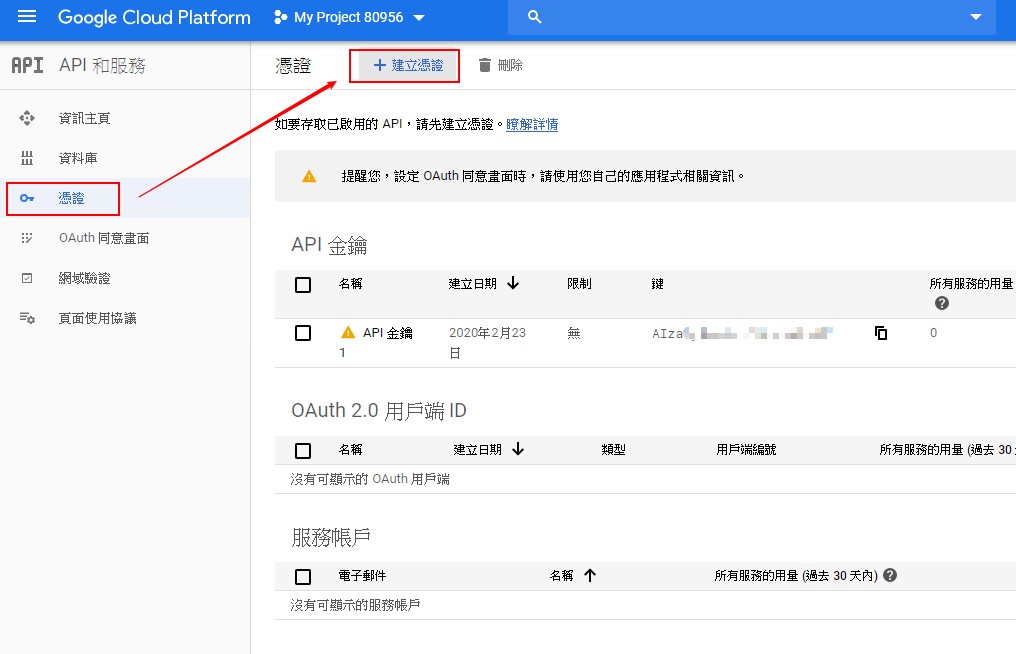 Google Cloud Platform
My Project 80956
API API 和服務
資訊主頁
資料庫
憑證
OAuth 同意畫面
網域驗證
頁面使用協議
憑證
+ 建立憑證
刪除
如要存取已啟用的 API，請先建立憑證。瞭解詳情
提醒您，設定 OAuth 同意畫面時，請使用您自己的應用程式相關資訊。
API 金鑰
名稱 建立日期 限制 鍵 所有服務的用量
API 金鑰 1 2020年2月23日 無 AIza 0
OAuth 2.0 用戶端 ID
名稱 建立日期 類型 用戶端編號 所有服務的用量 (過去 30
沒有可顯示的 OAuth 用戶端
服務帳戶
電子郵件 名稱 所有服務的用量 (過去 30 天內)
沒有可顯示的服務帳戶